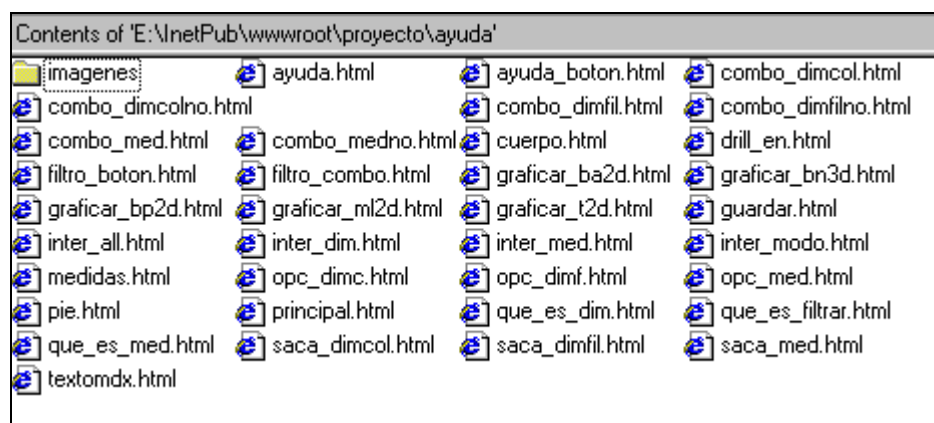 Contents of 'E:\InetPub\wwwroot\proyecto\ayuda'
imagenes ayuda.html ayuda_boton.html combo_dimcol.html
combo_dimcolno.html combo_dimfil.html combo_dimfilno.html
combo_med.html combo_medno.html cuerpo.html drill_en.html
filtro_boton.html filtro_combo.html graficar_ba2d.html graficar_bn3d.html
graficar_bp2d.html graficar_ml2d.html graficar_t2d.html guardar.html
inter_all.html inter_dim.html inter_med.html inter_modo.html
medidas.html opc_dimc.html opc_dimf.html opc_med.html
pie.html principal.html que_es_dim.html que_es_filtrar.html
que_es_med.html saca_dimcol.html saca_dimfil.html saca_med.html
textomdx.html